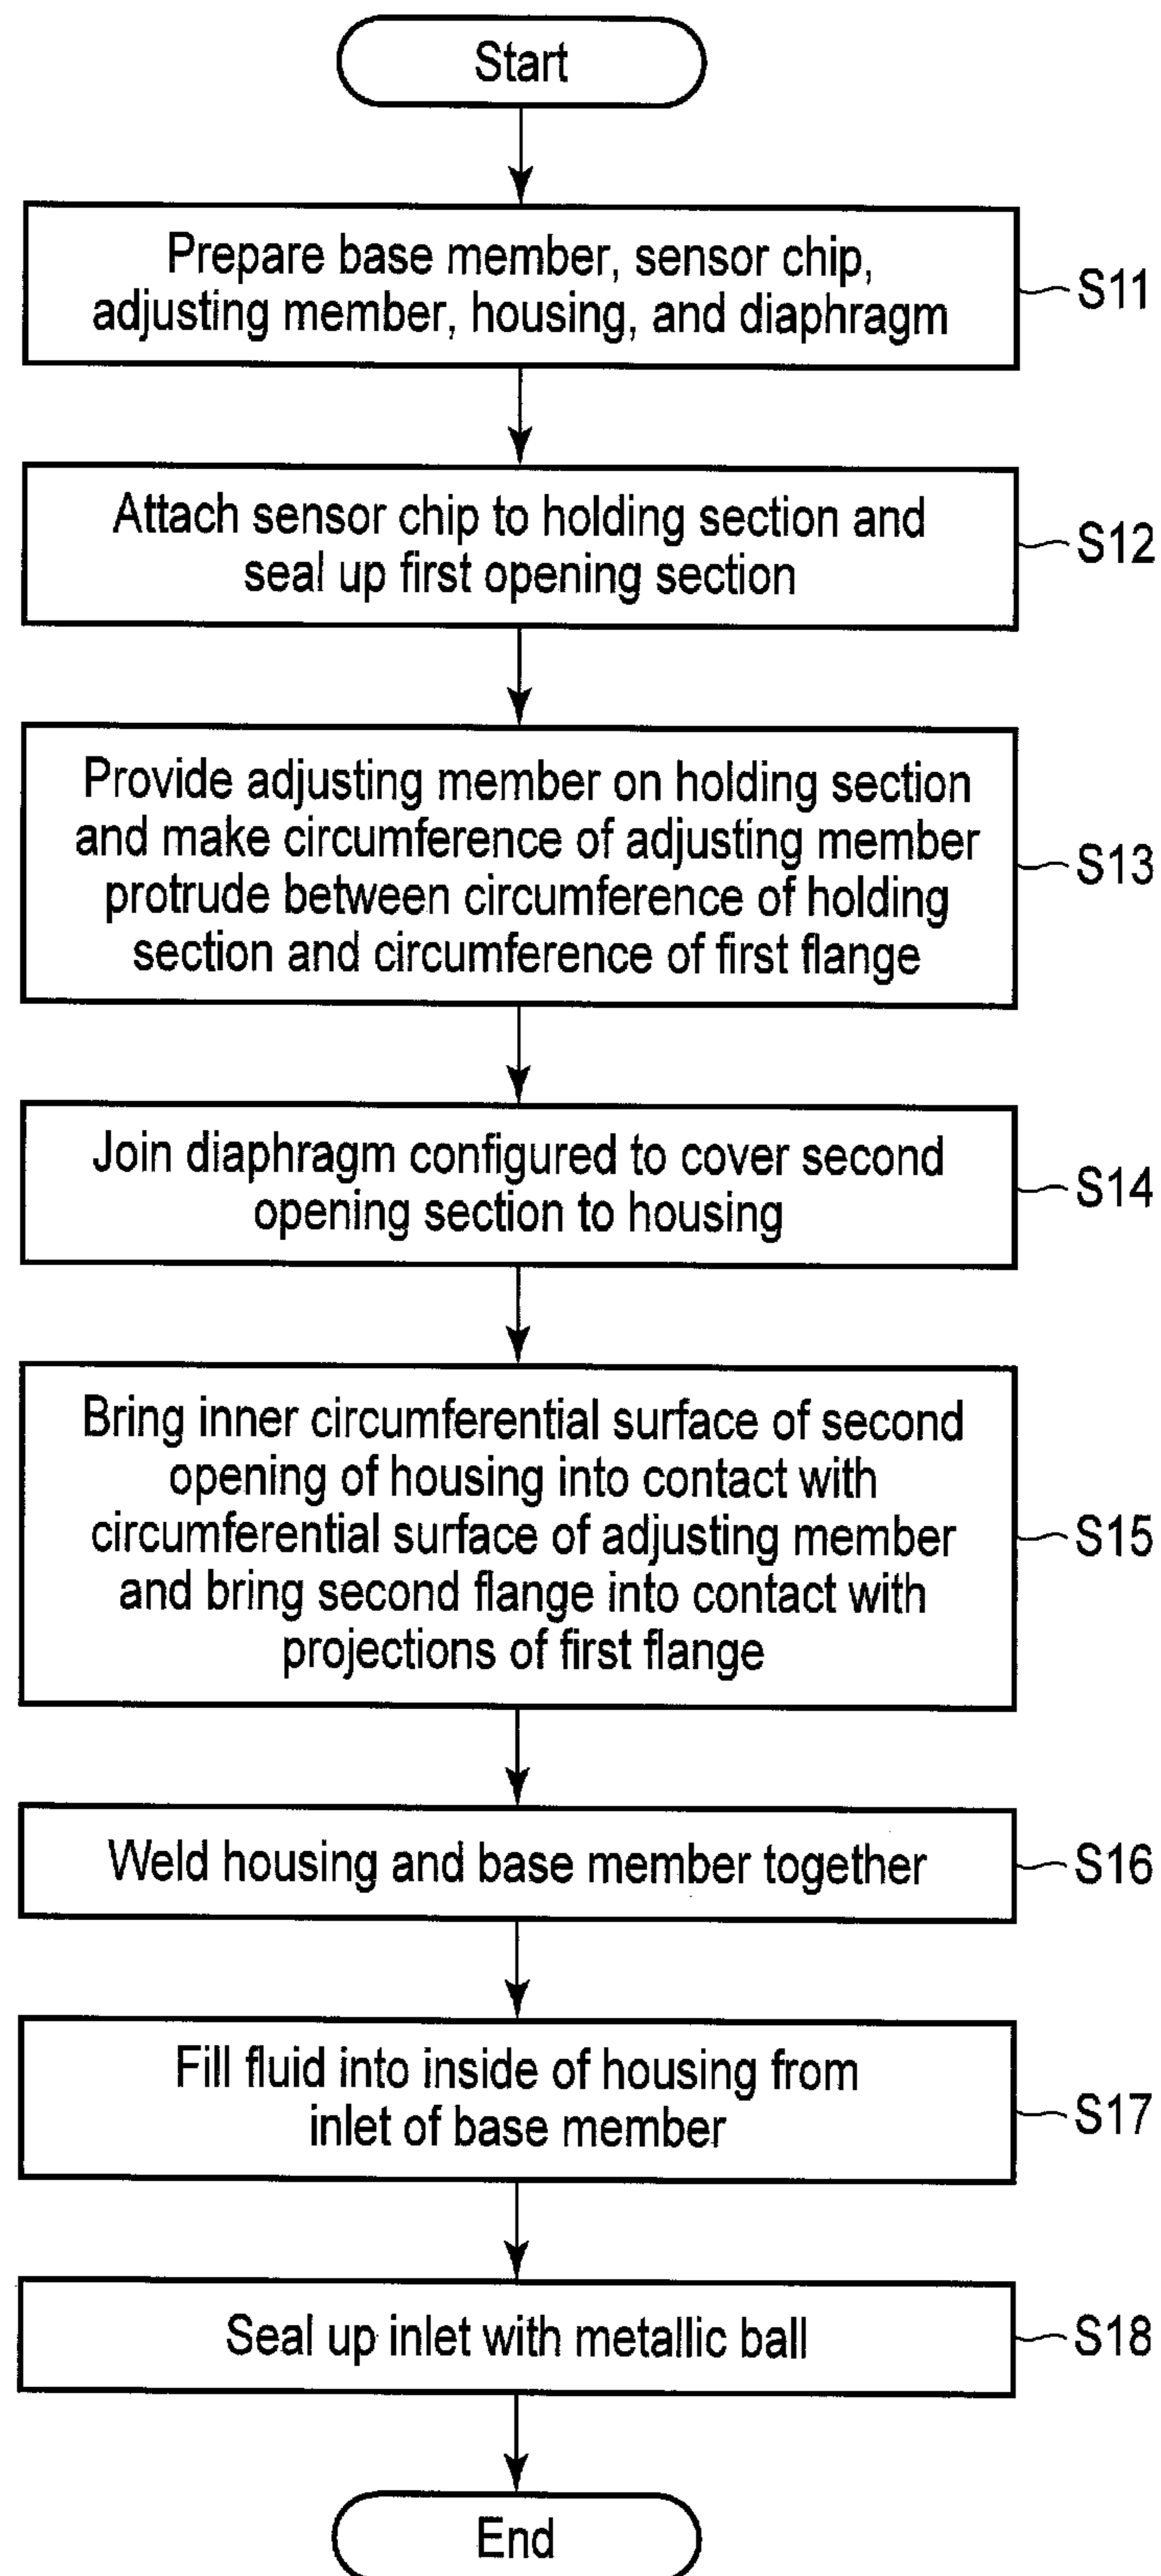 Start
Prepare base member, sensor chip,
adjusting member, housing, and diaphragm
S11
Attach sensor chip to holding section and
seal up first opening section
S12
Provide adjusting member on holding section
and make circumference of adjusting member
protrude between circumference of holding
section and circumference of first flange
S13
Join diaphragm configured to cover second
opening section to housing
S14
Bring inner circumferential surface of second
opening of housing into contact with
circumferential surface of adjusting member
and bring second flange into contact with
projections of first flange
S15
Weld housing and base member together
S16
Fill fluid into inside of housing from
inlet of base member
S17
Seal up inlet with metallic ball
S18
End